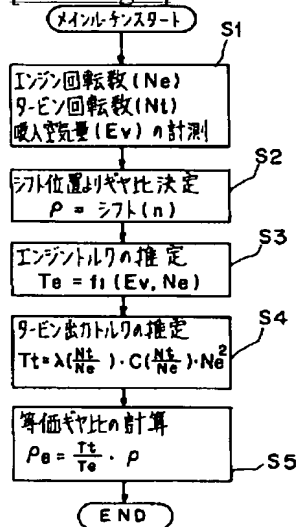 メインルーチンスタート
S1
エンジン回転数(Ne)
タービン回転数(Nt)
吸入空気量(Ev)の計測
S2
シフト位置よりギヤ比決定
ρ = シフト(n)
S3
エンジントルクの推定
Te = f1 (Ev, Ne)
S4
タービン出力トルクの推定
Tt=λ(Nt/Ne)・C(Nt/Ne)・Ne²
等価ギヤ比の計算
ρe = Tt/Te ・ ρ
S5
END